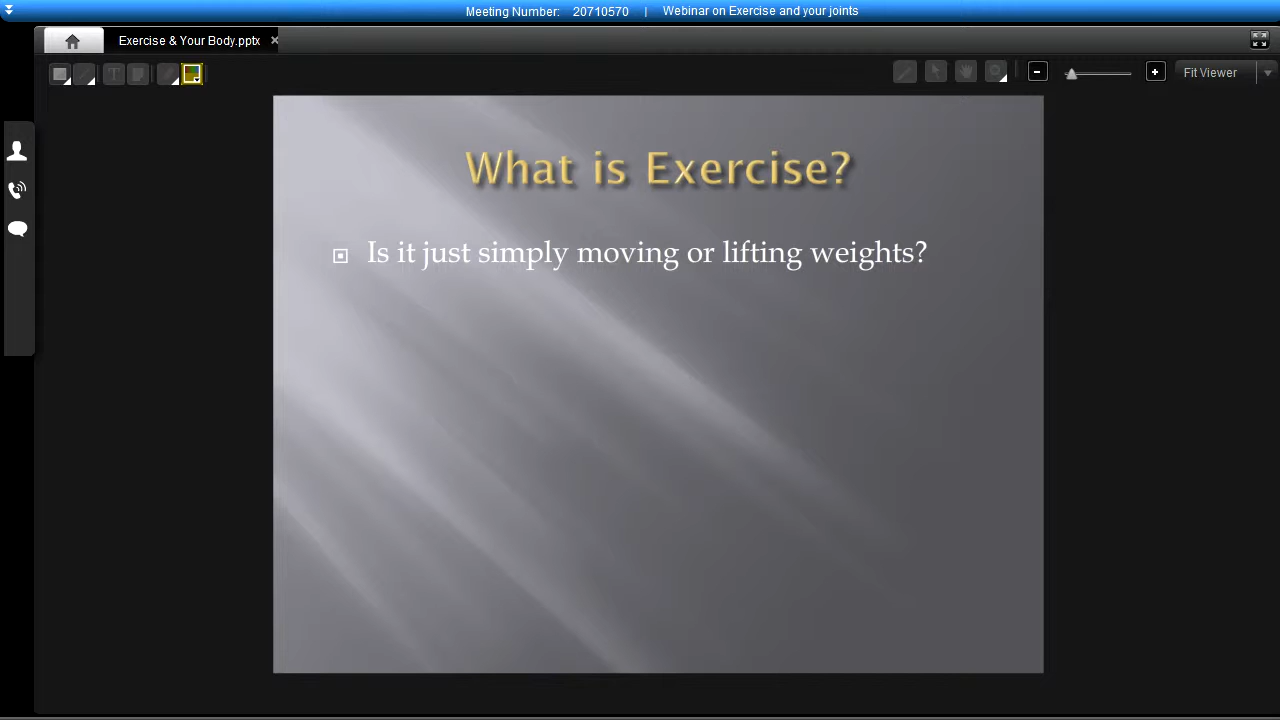 Meeting Number: 20710570 | Webinar on Exercise and your joints
Exercise & Your Body.pptx
Fit Viewer
What is Exercise?
Is it just simply moving or lifting weights?